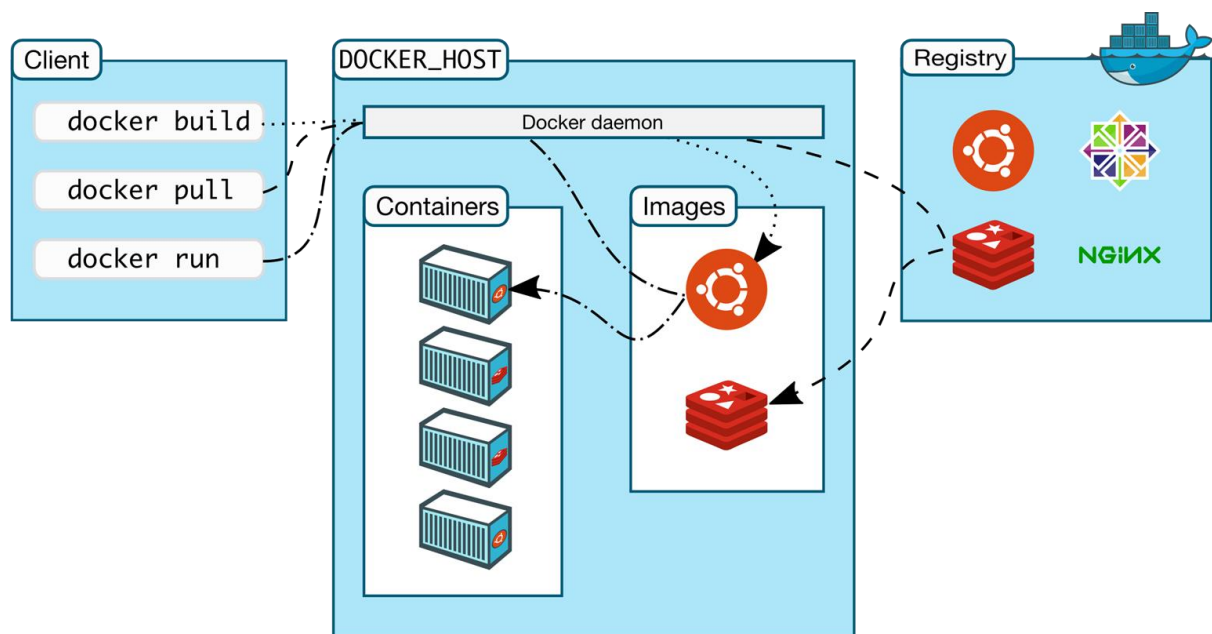 Client
docker build
docker pull
docker run
DOCKER_HOST
Docker daemon
Containers
Images
Registry
NGiNX